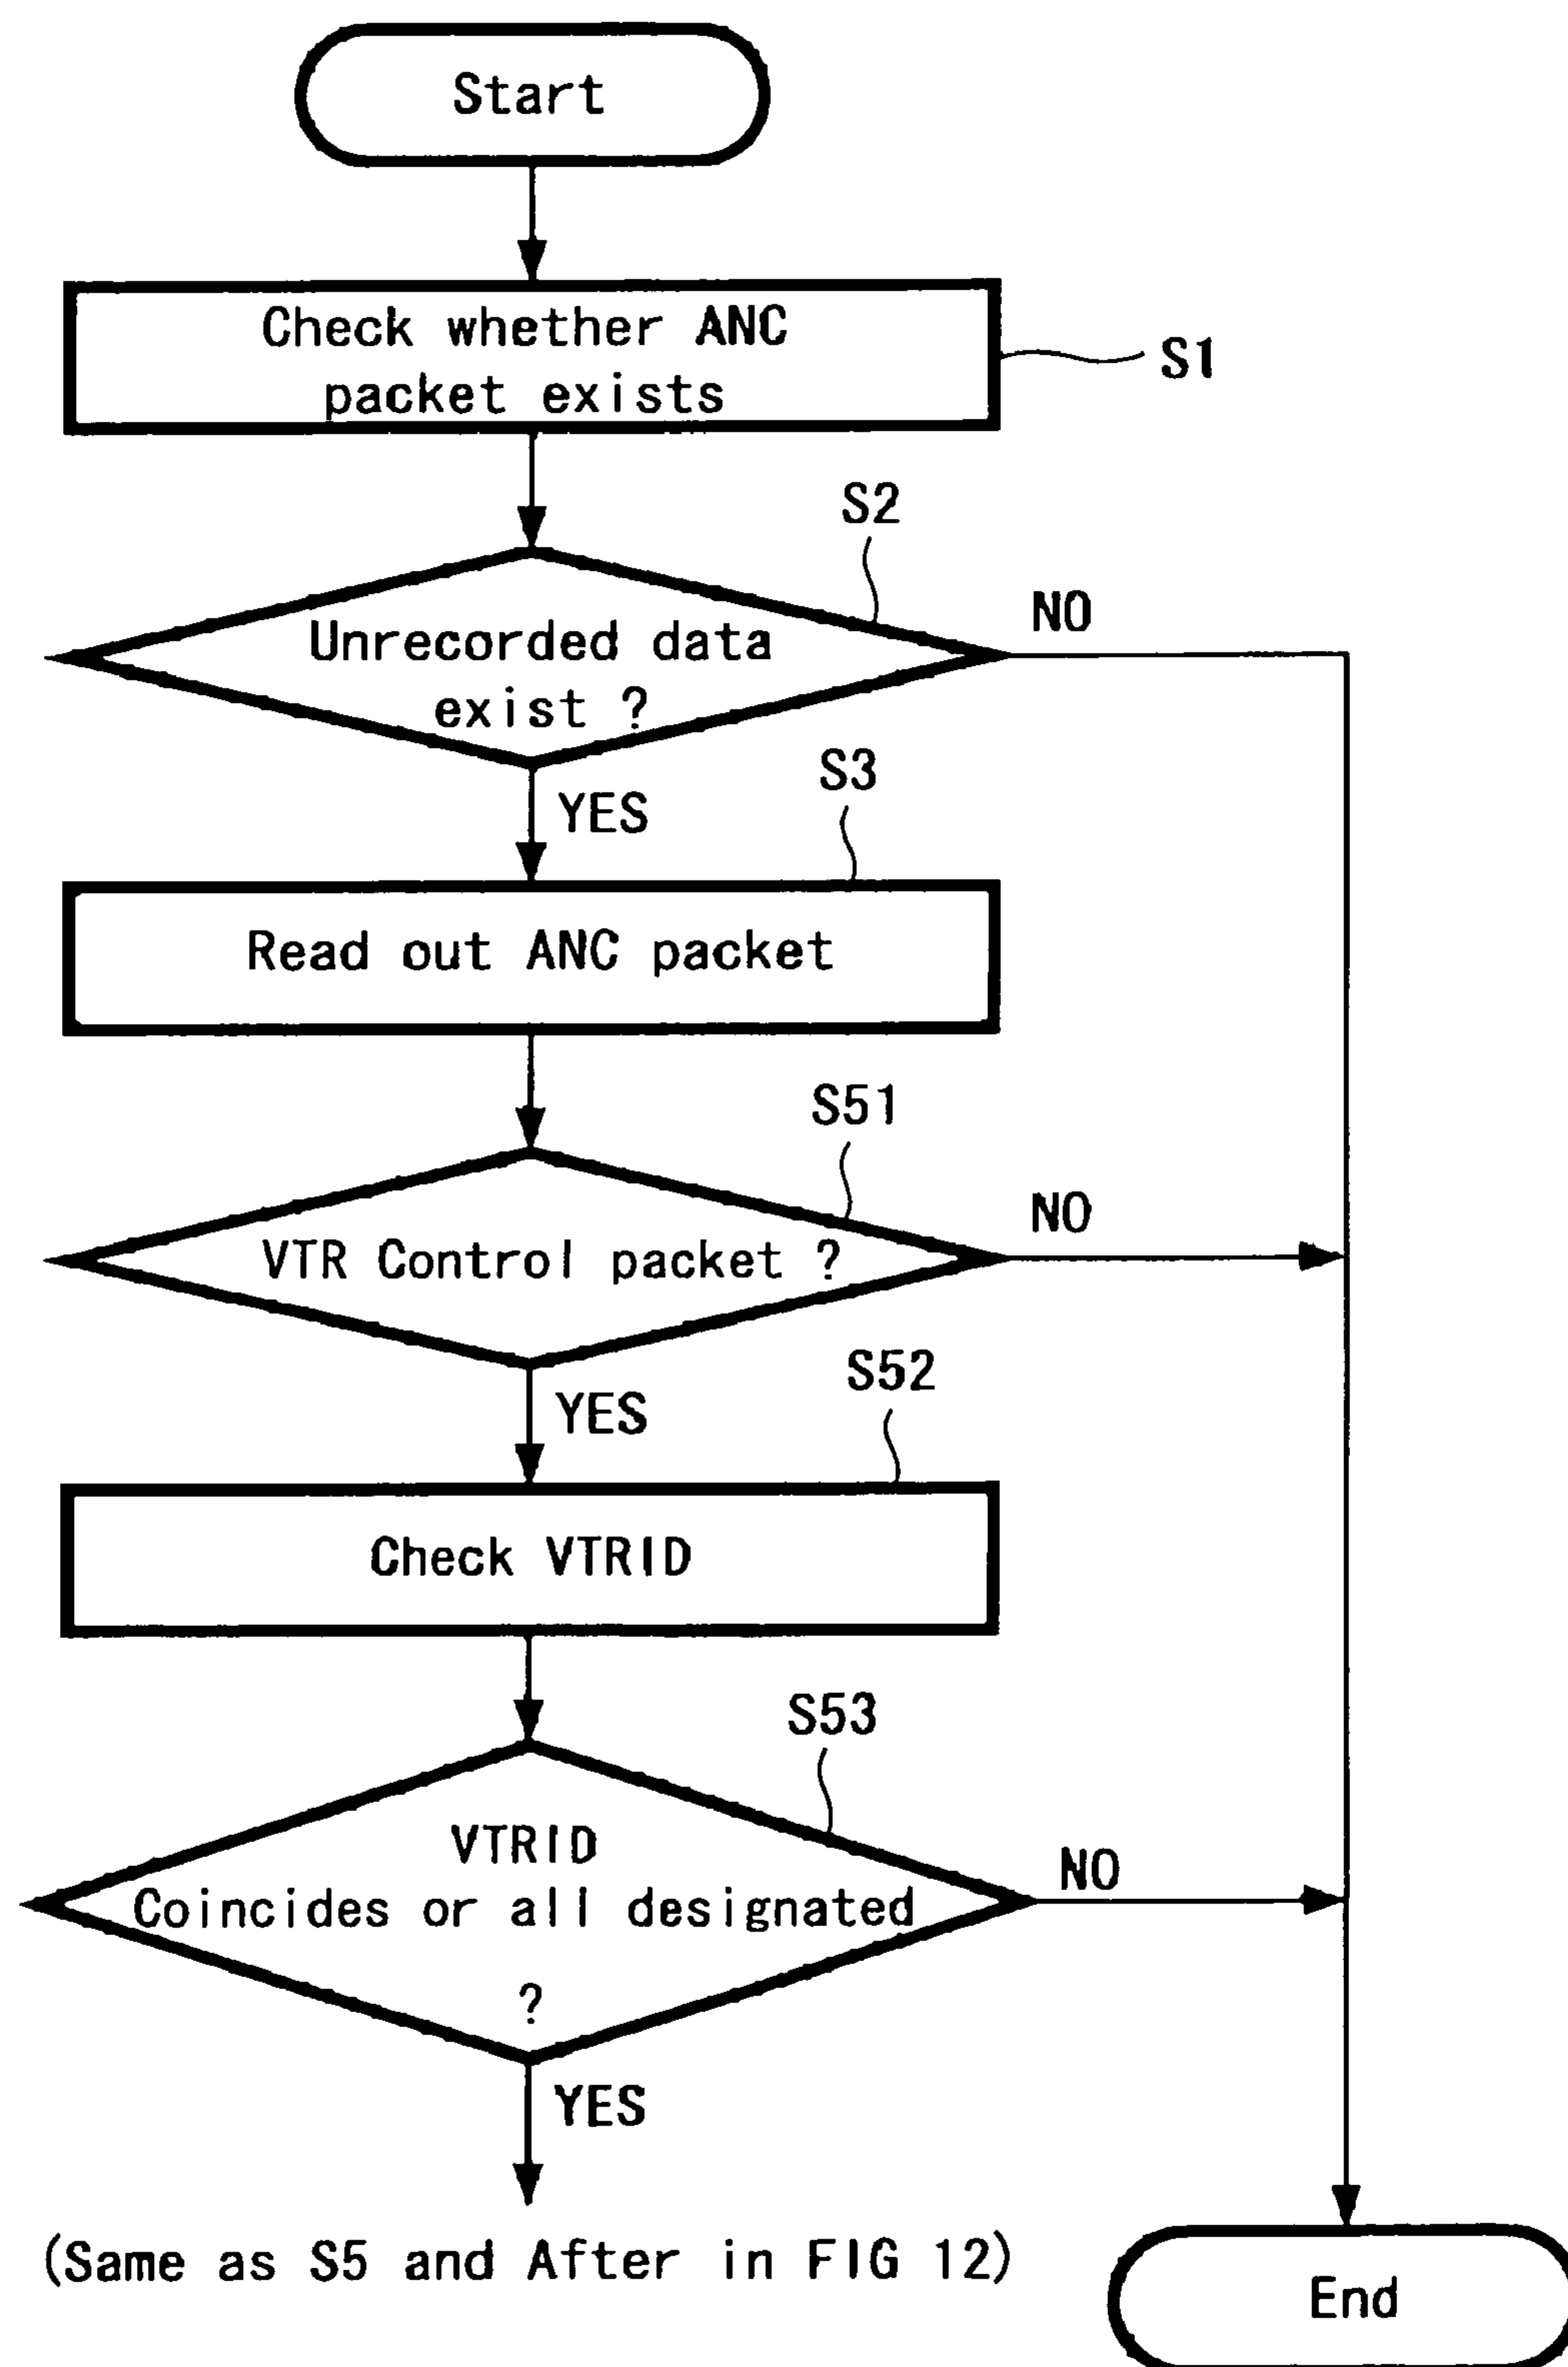 Start
Check whether ANC
packet exists
S1
S2
Unrecorded data
exist ?
NO
YES
S3
Read out ANC packet
S51
VTR Control packet ?
NO
YES
S52
Check VTRID
S53
VTRID
Coincides or all designated
?
NO
YES
(Same as S5 and After in FIG 12)
End